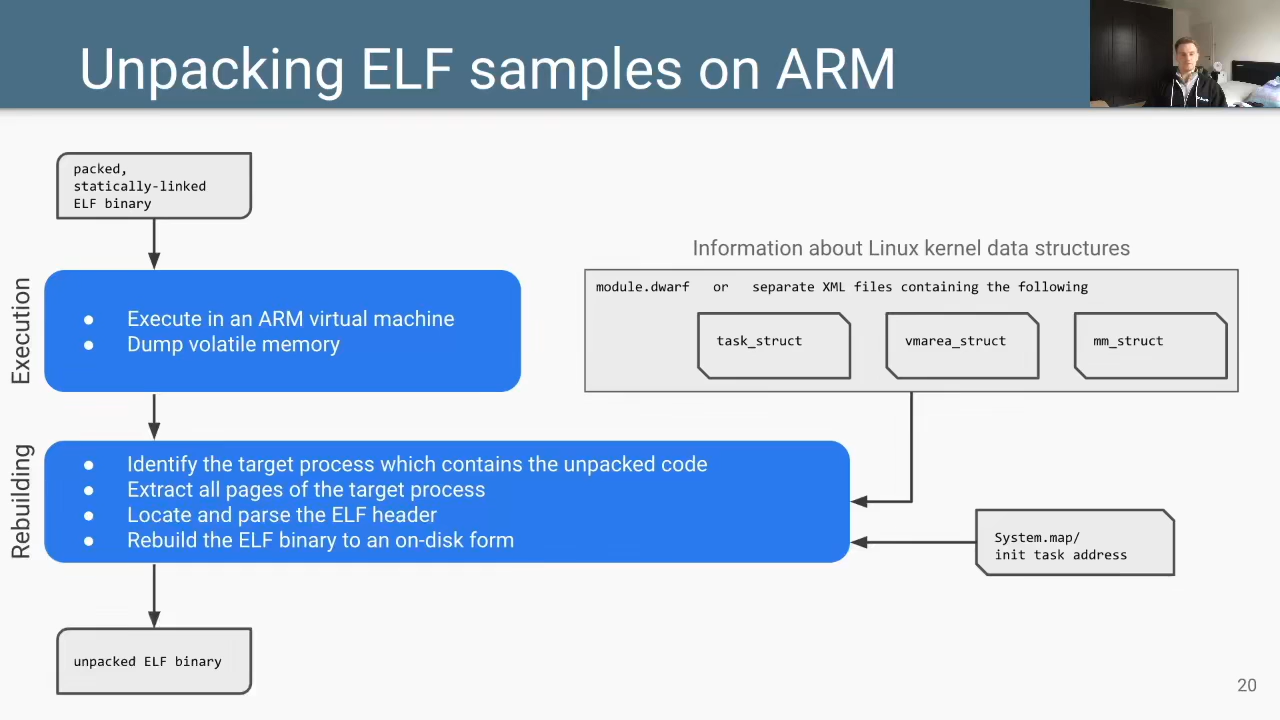 Unpacking ELF samples on ARM
packed,
statically-linked
ELF binary
Execution
● Execute in an ARM virtual machine
● Dump volatile memory
Information about Linux kernel data structures
module.dwarf or separate XML files containing the following
task_struct
vmarea_struct
mm_struct
Rebuilding
● Identify the target process which contains the unpacked code
● Extract all pages of the target process
● Locate and parse the ELF header
● Rebuild the ELF binary to an on-disk form
System.map/
init task address
unpacked ELF binary
20